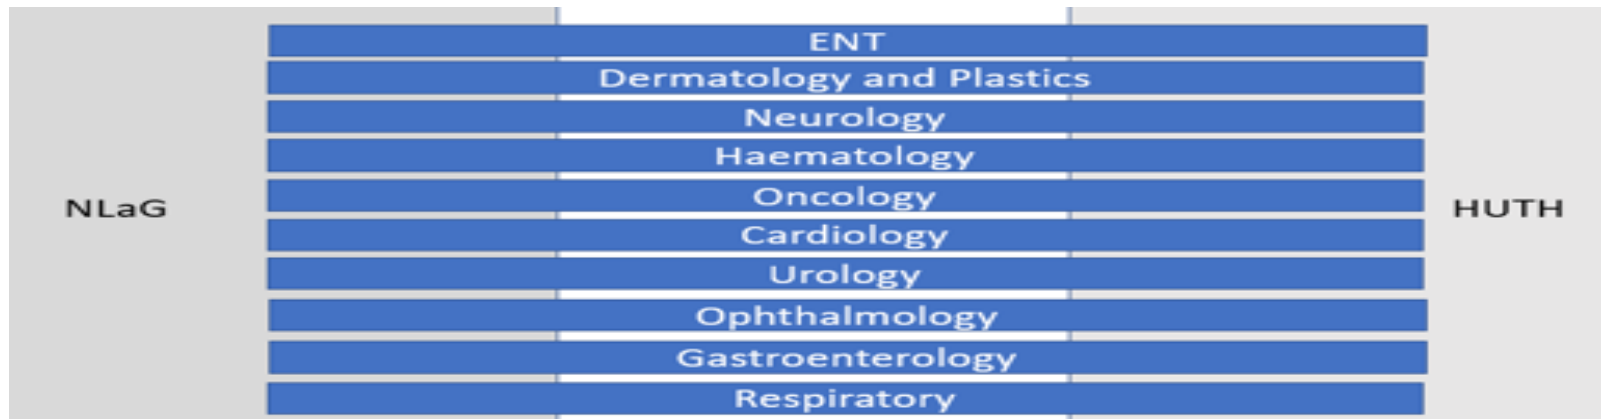 ENT
Dermatology and Plastics
Neurology
Haematology
Oncology
NLaG
HUTH
Cardiology
Urology
Ophthalmology
Gastroenterology
Respiratory